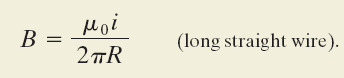 B = μ₀i / 2πR (long straight wire).